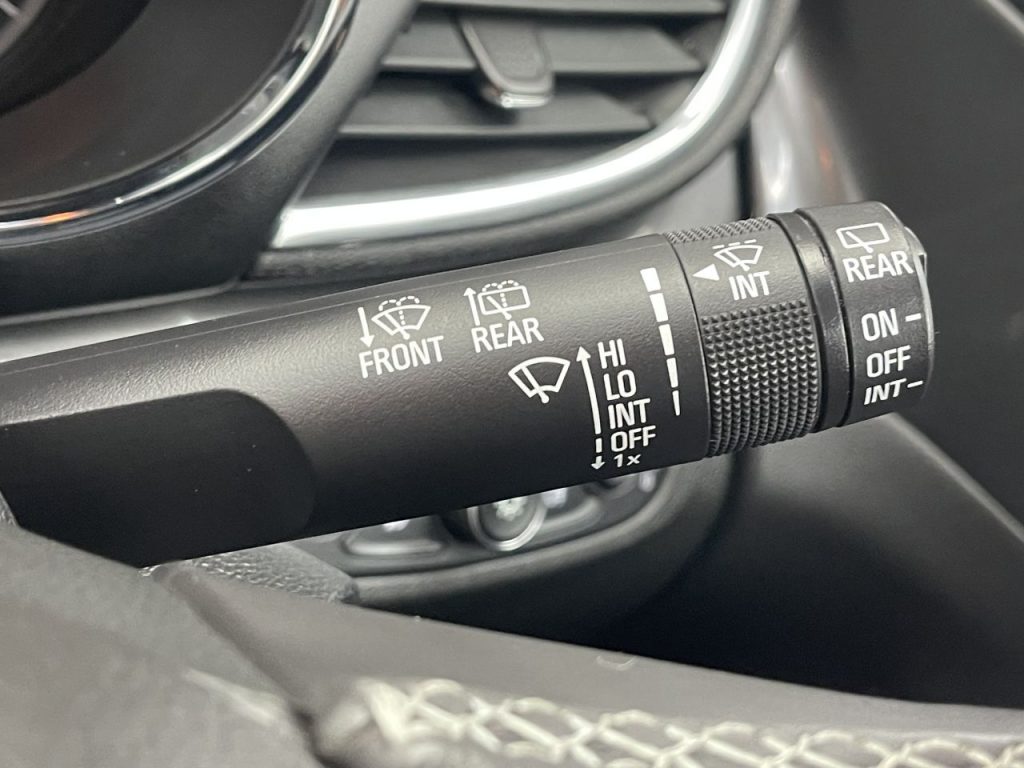 FRONT
REAR
HI
LO
INT
OFF
1x
INT
REAR
ON
OFF
INT